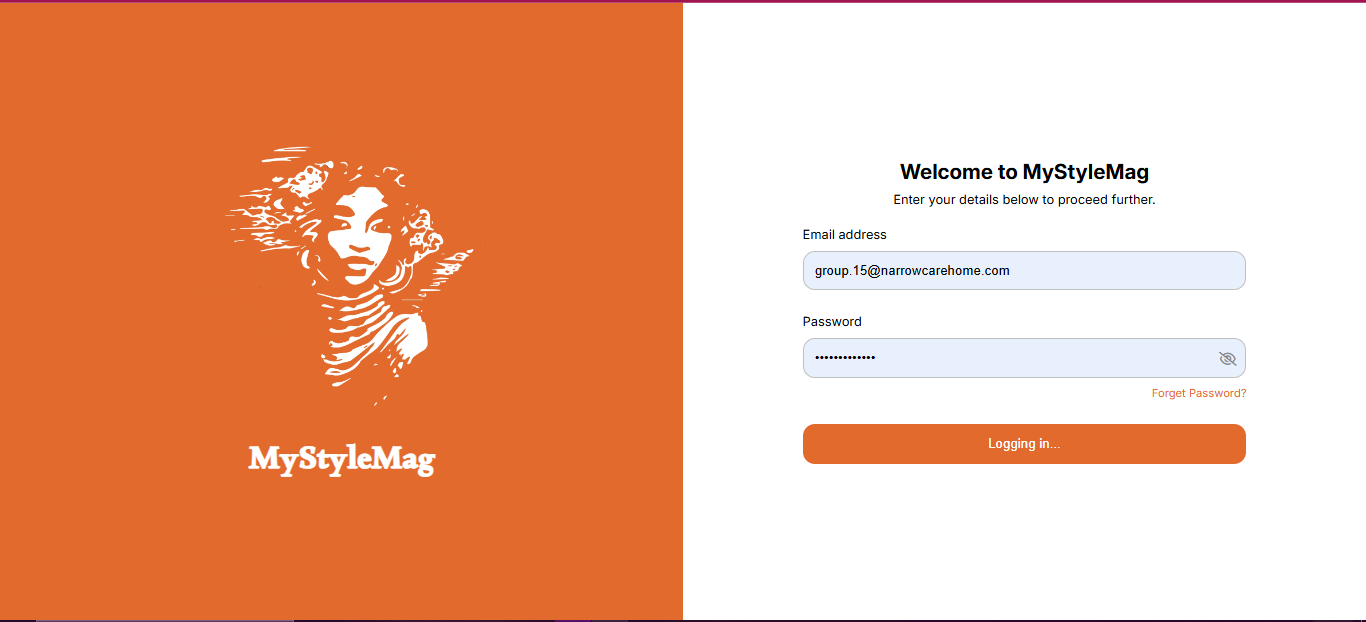 MyStyleMag
Welcome to MyStyleMag
Enter your details below to proceed further.
Email address
group.15@narrowcarehome.com
Password
•••••••••••••
Forget Password?
Logging in...